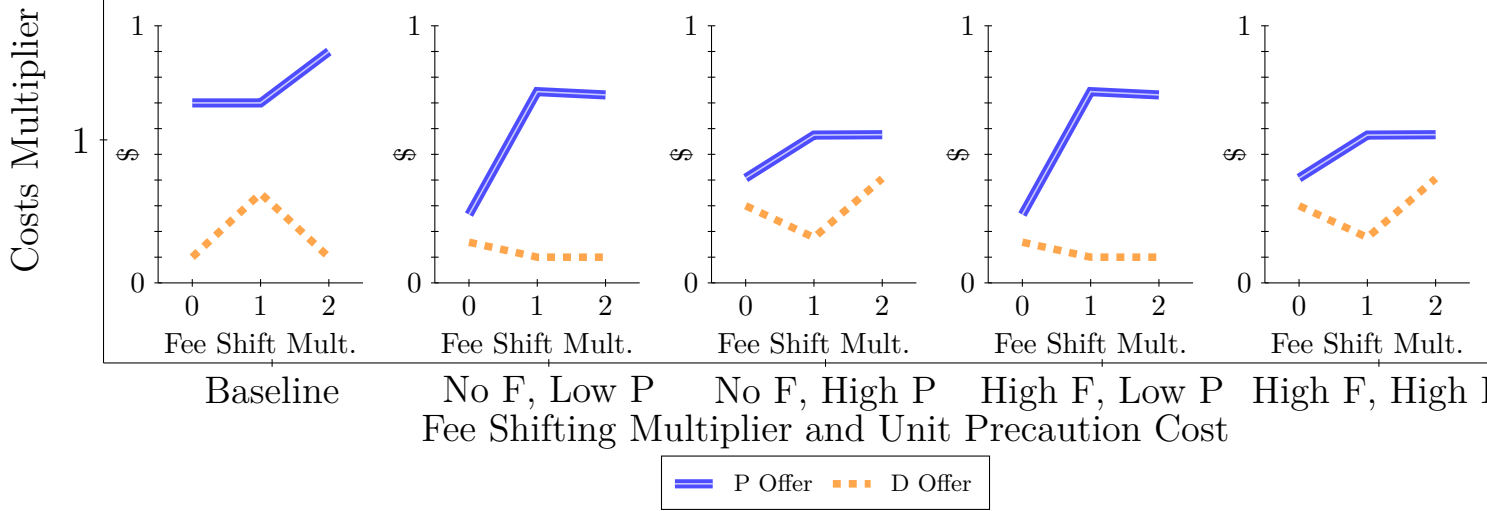 Costs Multiplier
1
1
$
0
0 1 2
Fee Shift Mult.
1
$
0
0 1 2
Fee Shift Mult.
1
$
0
0 1 2
Fee Shift Mult.
1
$
0
0 1 2
Fee Shift Mult.
1
$
0
0 1 2
Fee Shift Mult.
Baseline
No F, Low P
No F, High P
High F, Low P
High F, High P
Fee Shifting Multiplier and Unit Precaution Cost
P Offer
D Offer